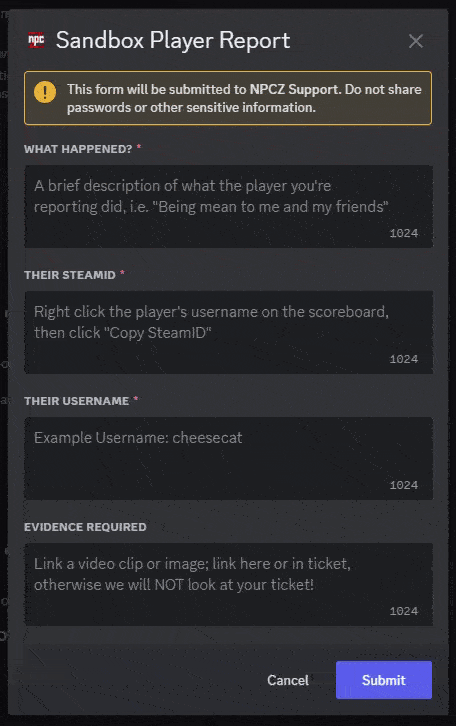 npc Sandbox Player Report
This form will be submitted to NPCZ Support. Do not share
passwords or other sensitive information.
WHAT HAPPENED? *
A brief description of what the player you're
reporting did, i.e. "Being mean to me and my friends"
1024
THEIR STEAMID *
Right click the player's username on the scoreboard,
then click "Copy SteamID"
1024
THEIR USERNAME *
Example Username: cheesecat
1024
EVIDENCE REQUIRED
Link a video clip or image; link here or in ticket,
otherwise we will NOT look at your ticket!
1024
Cancel Submit